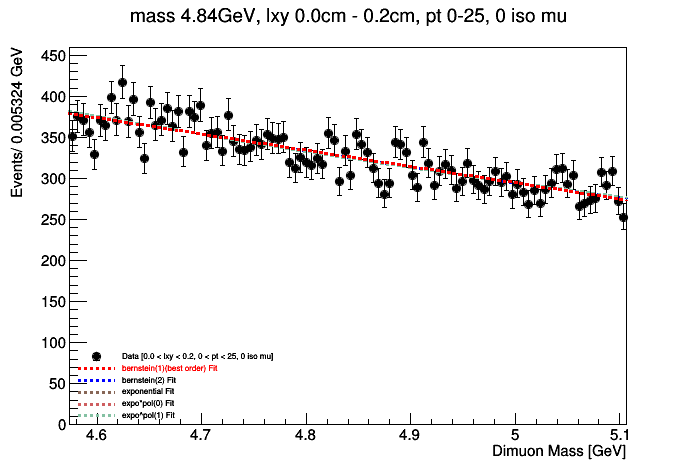 mass 4.84GeV, lxy 0.0cm - 0.2cm, pt 0-25, 0 iso mu
Events/ 0.005324 GeV
450
400
350
300
250
200
150
100
50
0
Data [0.0 < lxy < 0.2, 0 < pt < 25, 0 iso mu]
bernstein(1)(best order) Fit
bernstein(2) Fit
exponential Fit
expo*pol(0) Fit
expo*pol(1) Fit
4.6 4.7 4.8 4.9 5 5.1
Dimuon Mass [GeV]